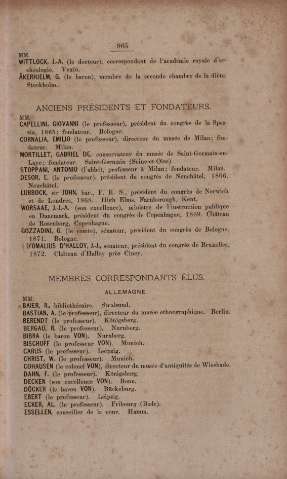 965
MM.
WITTLOCK, J.-A. (le docteur), correspondant de l'académie royale d'ar-
chéologie. Vexiö.
ÅKERHIELM, G. (le baron), membre de la seconde chambre de la diète.
Stockholm.
ANCIENS PRÉSIDENTS ET FONDATEURS.
MM.
CAPELLINI, GIOVANNI (le professeur), président du congrès de la Spez-
zia, 1865; fondateur. Bologne.
CORNALIA, EMILIO (le professeur), directeur du musée de Milan; fon-
dateur. Milan.
MORTILLET, GABRIEL DE, conservateur du musée de Saint-Germain-en-
Laye; fondateur. Saint-Germain (Seine-et-Oise).
STOPPANI, ANTONIO (l'abbé), professeur à Milan; fondateur. Milan.
DESOR, E. (le professeur), président du congrès de Neuchâtel, 1866.
Neuchâtel.
LUBBOCK, sir JOHN, bar., F. R. S., président du congrès de Norwich
et de Londres, 1868. High Elms, Farnborough, Kent.
WORSAAE, J.-J.-A. (son excellence), ministre de l'instruction publique
en Danemark, président du congrès de Copenhague, 1869. Château
de Rosenborg, Copenhague.
GOZZADINI, G. (le comte), sénateur, président du congrès de Bologne,
1871. Bologne.
D'OMALIUS D'HALLOY, J.-J., sénateur, président du congrès de Bruxelles,
1872. Château d'Halloy près Ciney.
MEMBRES CORRESPONDANTS ÉLUS.
ALLEMAGNE.
MM.
BAIER, R., bibliothécaire. Stralsund.
BASTIAN, A. (le professeur), directeur du musée ethnographique. Berlin.
BERENDT (le professeur). Königsberg.
BERGAU, R. (le professeur). Nurnberg.
BIBRA (le baron VON). Nurnberg.
BISCHOFF (le professeur VON). Munich.
CARUS (le professeur). Leipzig.
CHRIST, W. (le professeur). Munich.
COHAUSEN (le colonel VON), directeur du musée d'antiquités de Wiesbade.
DAHN, F. (le professeur). Königsberg.
DECKEN (son excellence VON). Bonn.
DÜCKER (le baron VON). Bückeburg.
EBERT (le professeur). Leipzig.
ECKER, AL. (le professeur). Fribourg (Bade).
ESSELLEN, conseiller de la cour. Hamm.